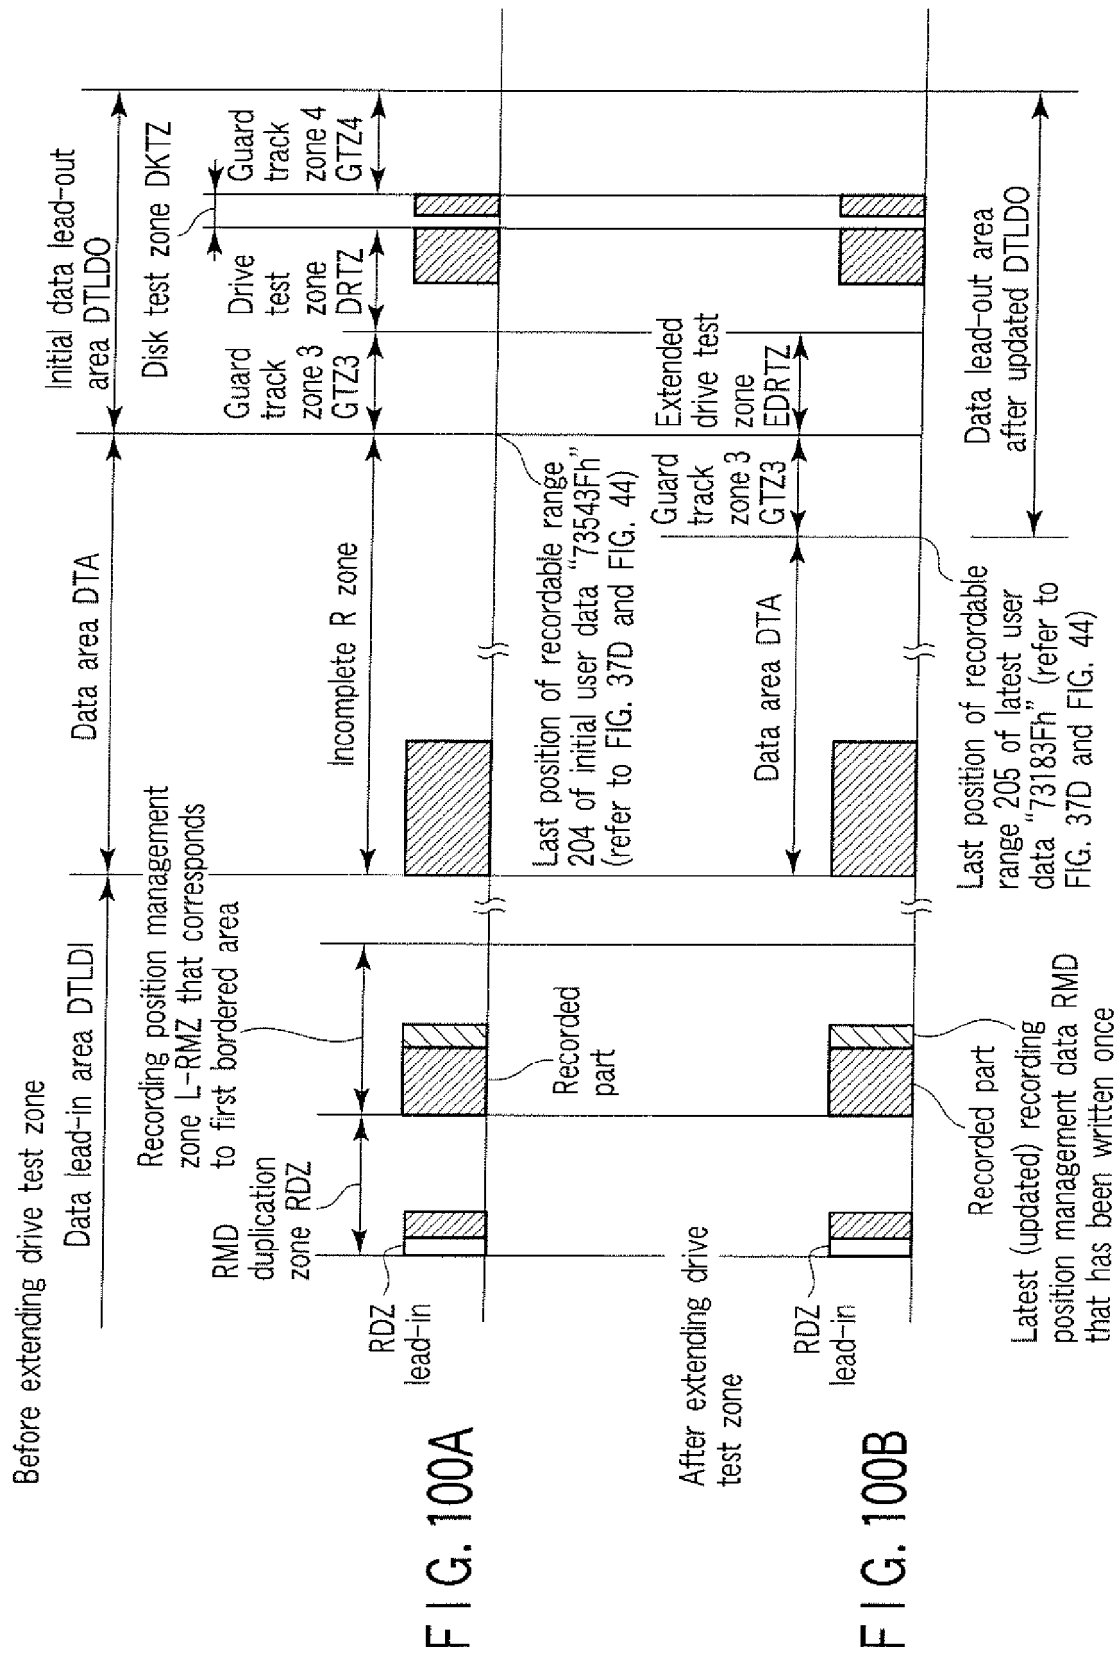 Before extending drive test zone
Data lead-in area DTLDI
Data area DTA
Initial data lead-out
area DTLDO
Recording position management
zone L-RMZ that corresponds
to first bordered area
Disk test zone DKTZ
RMD
duplication
zone RDZ
Incomplete R zone
Guard
track
zone 3
GTZ3
Drive
test
zone
DRTZ
Guard
track
zone 4
GTZ4
RDZ
lead-in
FIG. 100A
Recorded
part
Last position of recordable range
204 of initial user data “73543Fh”
(refer to FIG. 37D and FIG. 44)
After extending drive
test zone
Data area DTA
Guard
track
zone 3
GTZ3
Extended
drive test
zone
EDRTZ
RDZ
lead-in
FIG. 100B
Recorded part
Latest (updated) recording
position management data RMD
that has been written once
Last position of recordable
range 205 of latest user
data “73183Fh” (refer to
FIG. 37D and FIG. 44)
Data lead-out area
after updated DTLDO